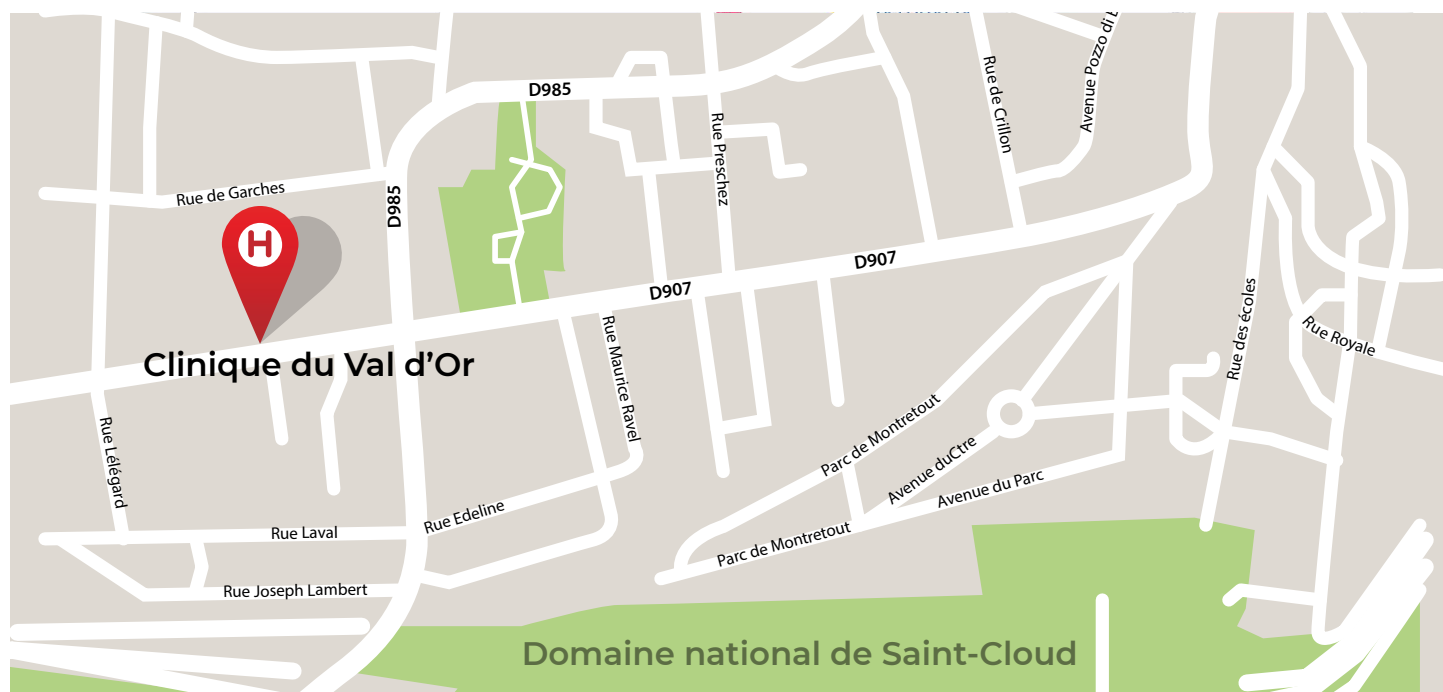 D985
Rue de Crillon
Avenue Pozzo di
Rue Preschez
Rue de Garches
D985
H
D907
D907
Rue des écoles
Rue Royale
Rue Maurice Ravel
Clinique du Val d’Or
Rue Lélégard
Parc de Montretout
Avenue duCtre
Avenue du Parc
Rue Edeline
Rue Laval
Parc de Montretout
Rue Joseph Lambert
Domaine national de Saint-Cloud